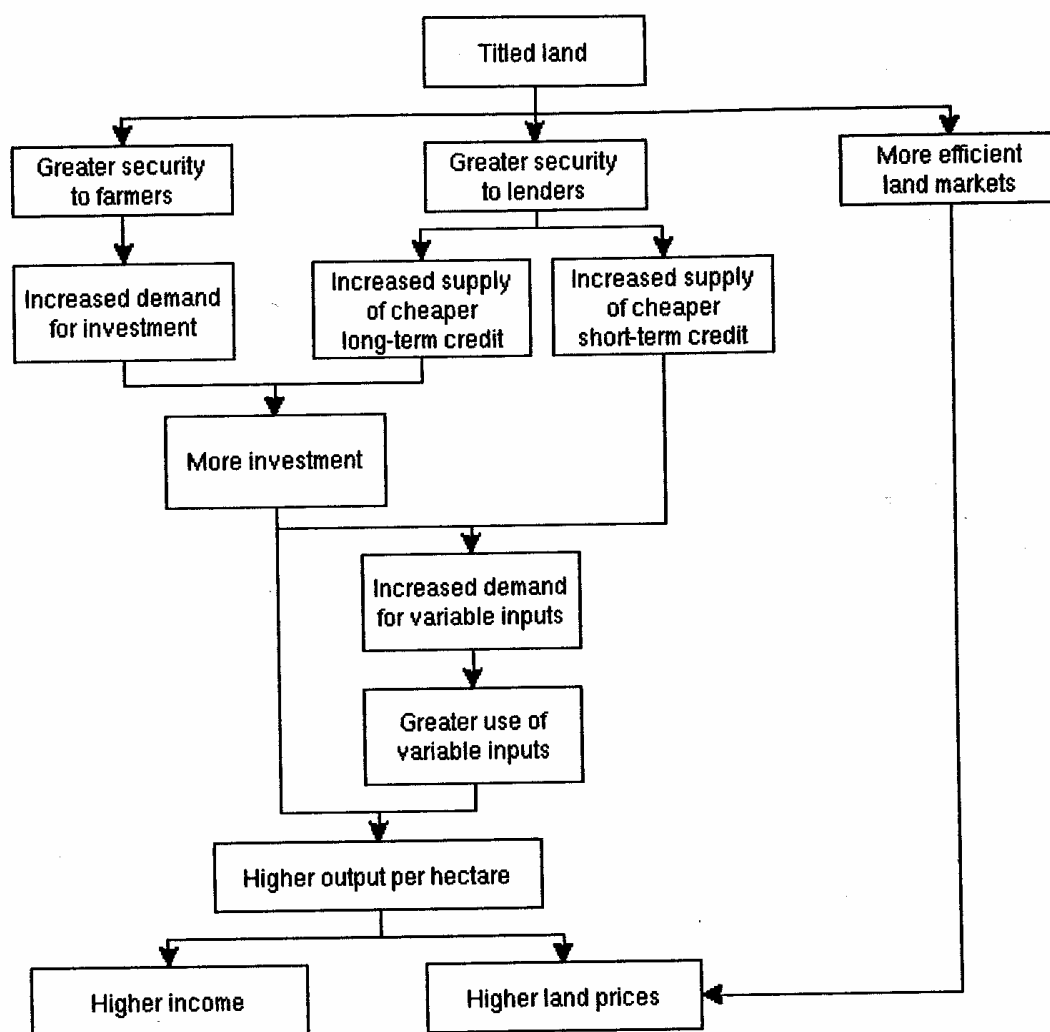 Titled land
Greater security
to farmers
Greater security
to lenders
More efficient
land markets
Increased demand
for investment
Increased supply
of cheaper
long-term credit
Increased supply
of cheaper
short-term credit
More investment
Increased demand
for variable inputs
Greater use of
variable inputs
Higher output per hectare
Higher income
Higher land prices